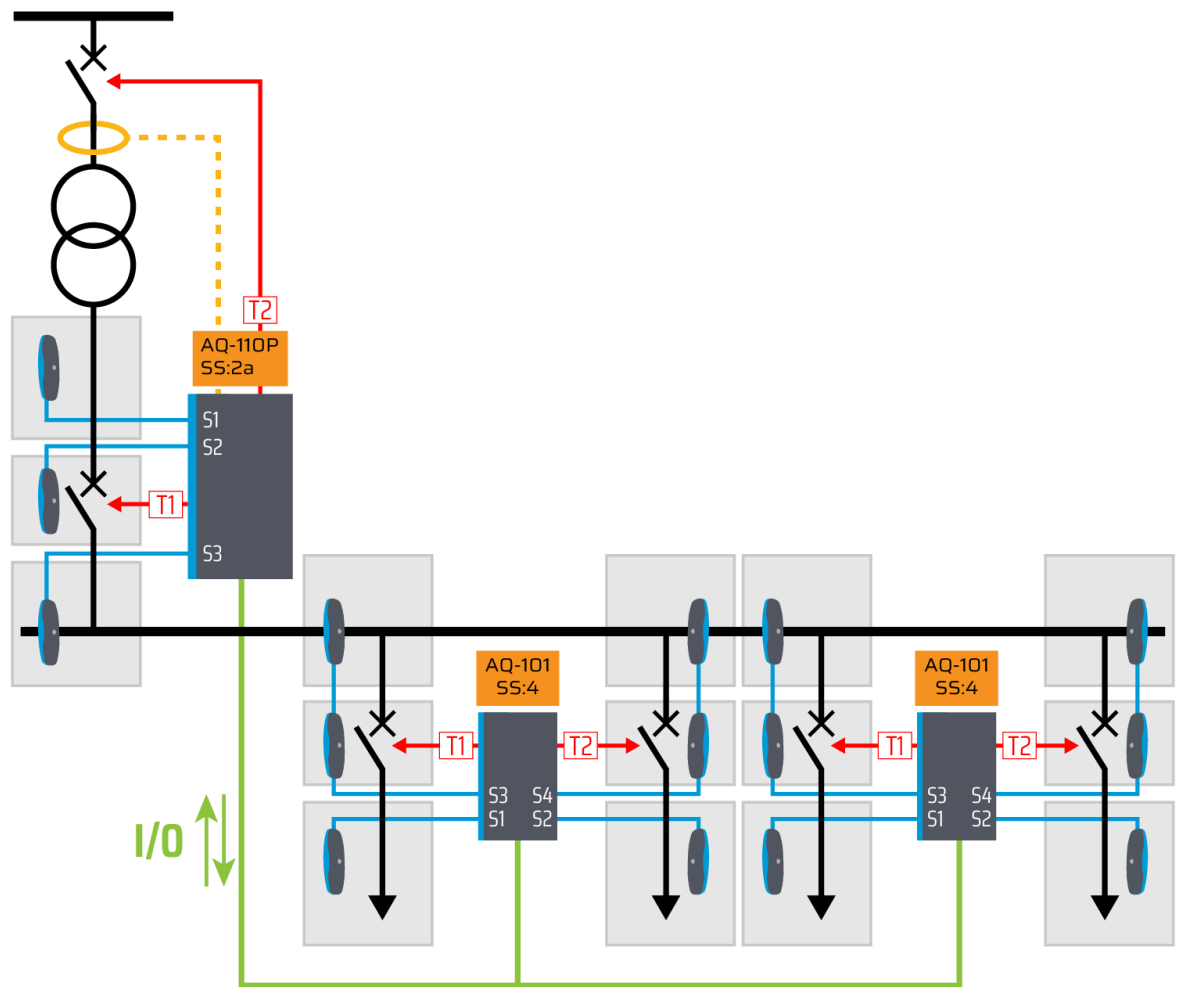 T2
AQ-110P
SS:2a
S1
S2
T1
S3
AQ-101
SS:4
T1
T2
S3 S4
S1 S2
AQ-101
SS:4
T1
T2
S3 S4
S1 S2
I/O